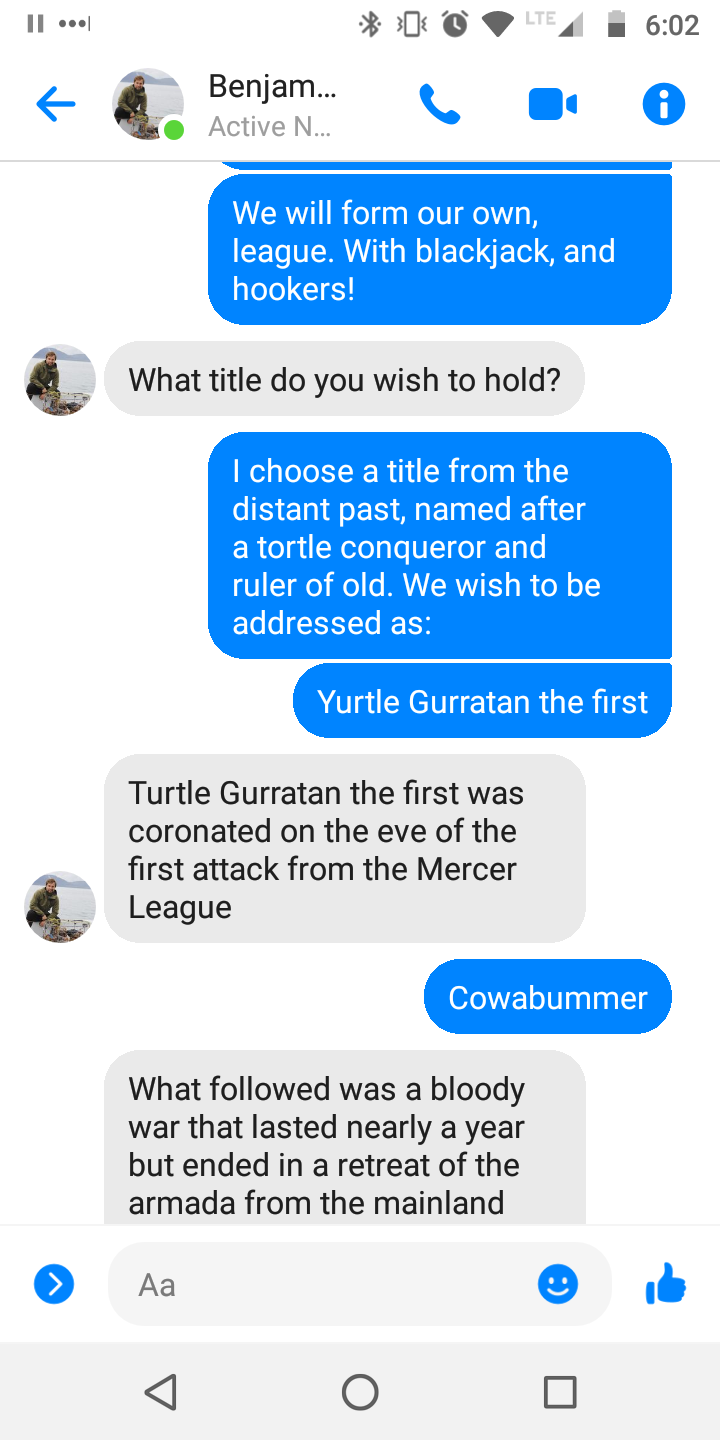 LTE 6:02
Benjam...
Active N...
We will form our own,
league. With blackjack, and
hookers!
What title do you wish to hold?
I choose a title from the
distant past, named after
a tortle conqueror and
ruler of old. We wish to be
addressed as:
Yurtle Gurratan the first
Turtle Gurratan the first was
coronated on the eve of the
first attack from the Mercer
League
Cowabummer
What followed was a bloody
war that lasted nearly a year
but ended in a retreat of the
armada from the mainland
Aa